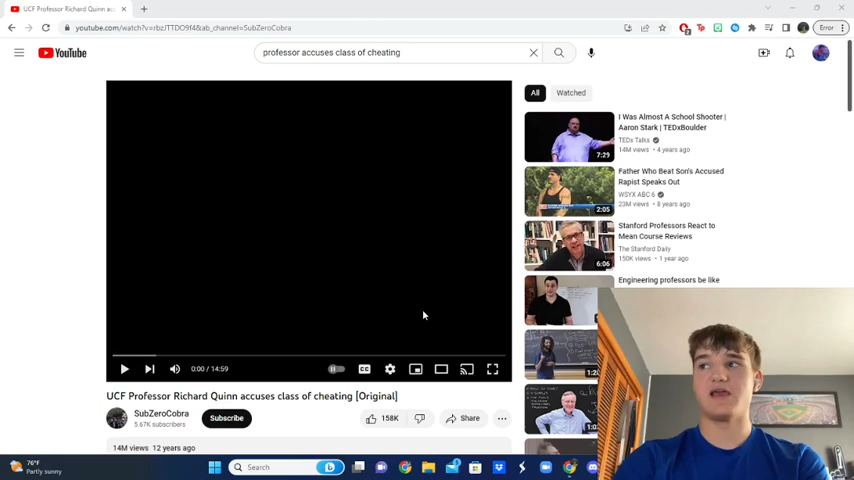 UCF Professor Richard Quinn ac
Error
youtube.com/watch?v=rbzJTTDO9f4&ab_channel=SubZeroCobra
2
YouTube
professor accuses class of cheating
All
Watched
I Was Almost A School Shooter |
Aaron Stark | TEDxBoulder
TEDx Talks
14M views • 4 years ago
7:29
Father Who Beat Son's Accused
Rapist Speaks Out
WSYX ABC 6
23M views • 8 years ago
2:05
Stanford Professors React to
Mean Course Reviews
The Stanford Daily
150K views • 1 year ago
6:06
Engineering professors be like
0:00 / 14:59
UCF Professor Richard Quinn accuses class of cheating [Original]
SubZeroCobra
5.67K subscribers
Subscribe
158K
Share
14M views 12 years ago
76°F
Partly sunny
Search